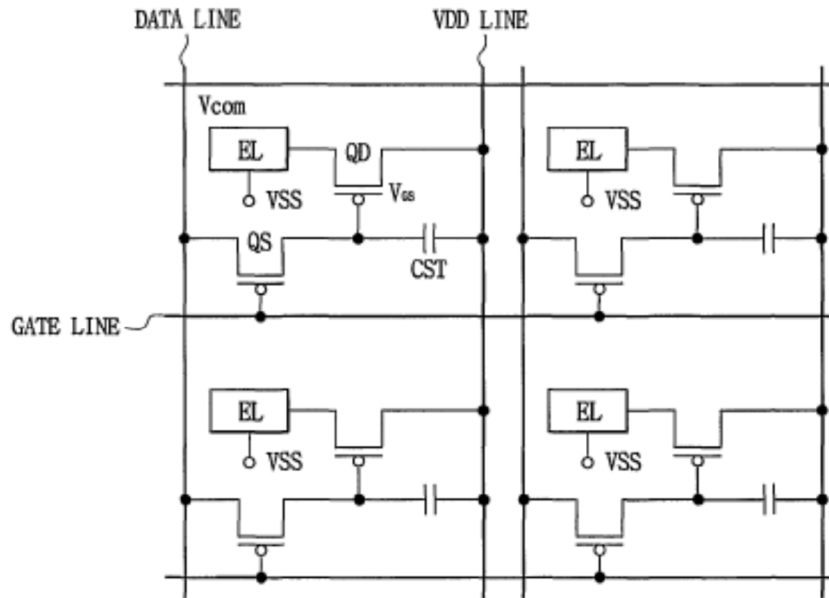 DATA LINE VDD LINE
Vcom
EL QD EL
VSS VGS VSS
QS
CST
GATE LINE
EL EL
VSS VSS